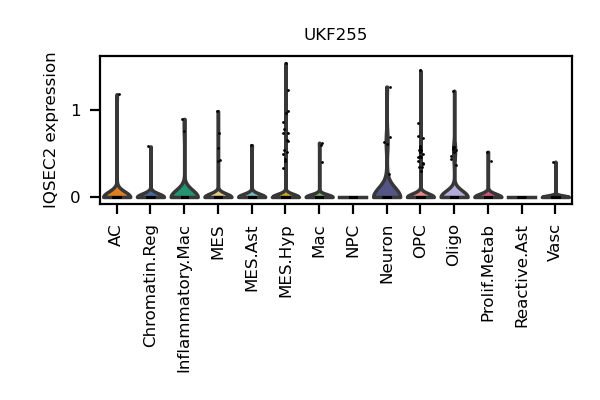 UKF255
IQSEC2 expression
1
0
AC
Chromatin.Reg
Inflammatory.Mac
MES
MES.Ast
MES.Hyp
Mac
NPC
Neuron
OPC
Oligo
Prolif.Metab
Reactive.Ast
Vasc